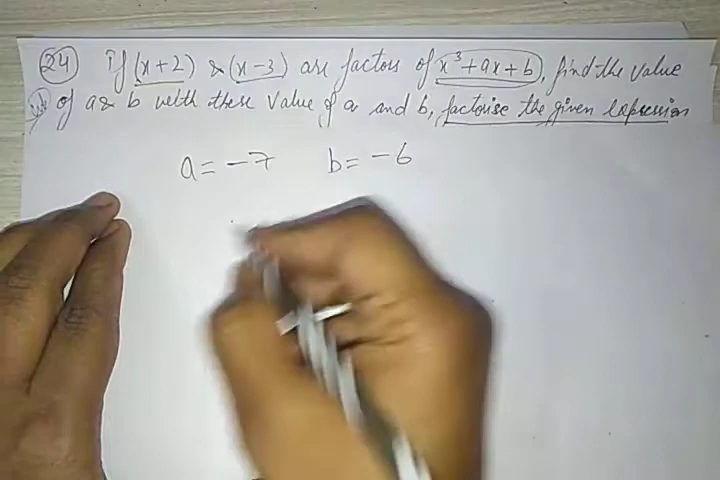 24 If (x+2) & (x-3) are factors of x³+ax+b, find the value
of a & b with these value of a and b, factorise the given expression
a = -7 b = -6